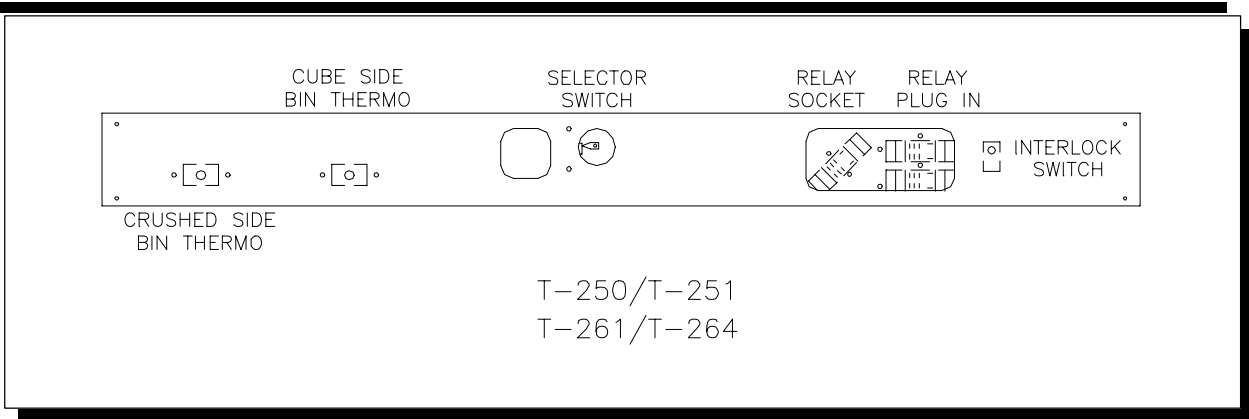 CUBE SIDE
BIN THERMO
SELECTOR
SWITCH
RELAY
SOCKET
RELAY
PLUG IN
INTERLOCK
SWITCH
CRUSHED SIDE
BIN THERMO
T-250/T-251
T-261/T-264